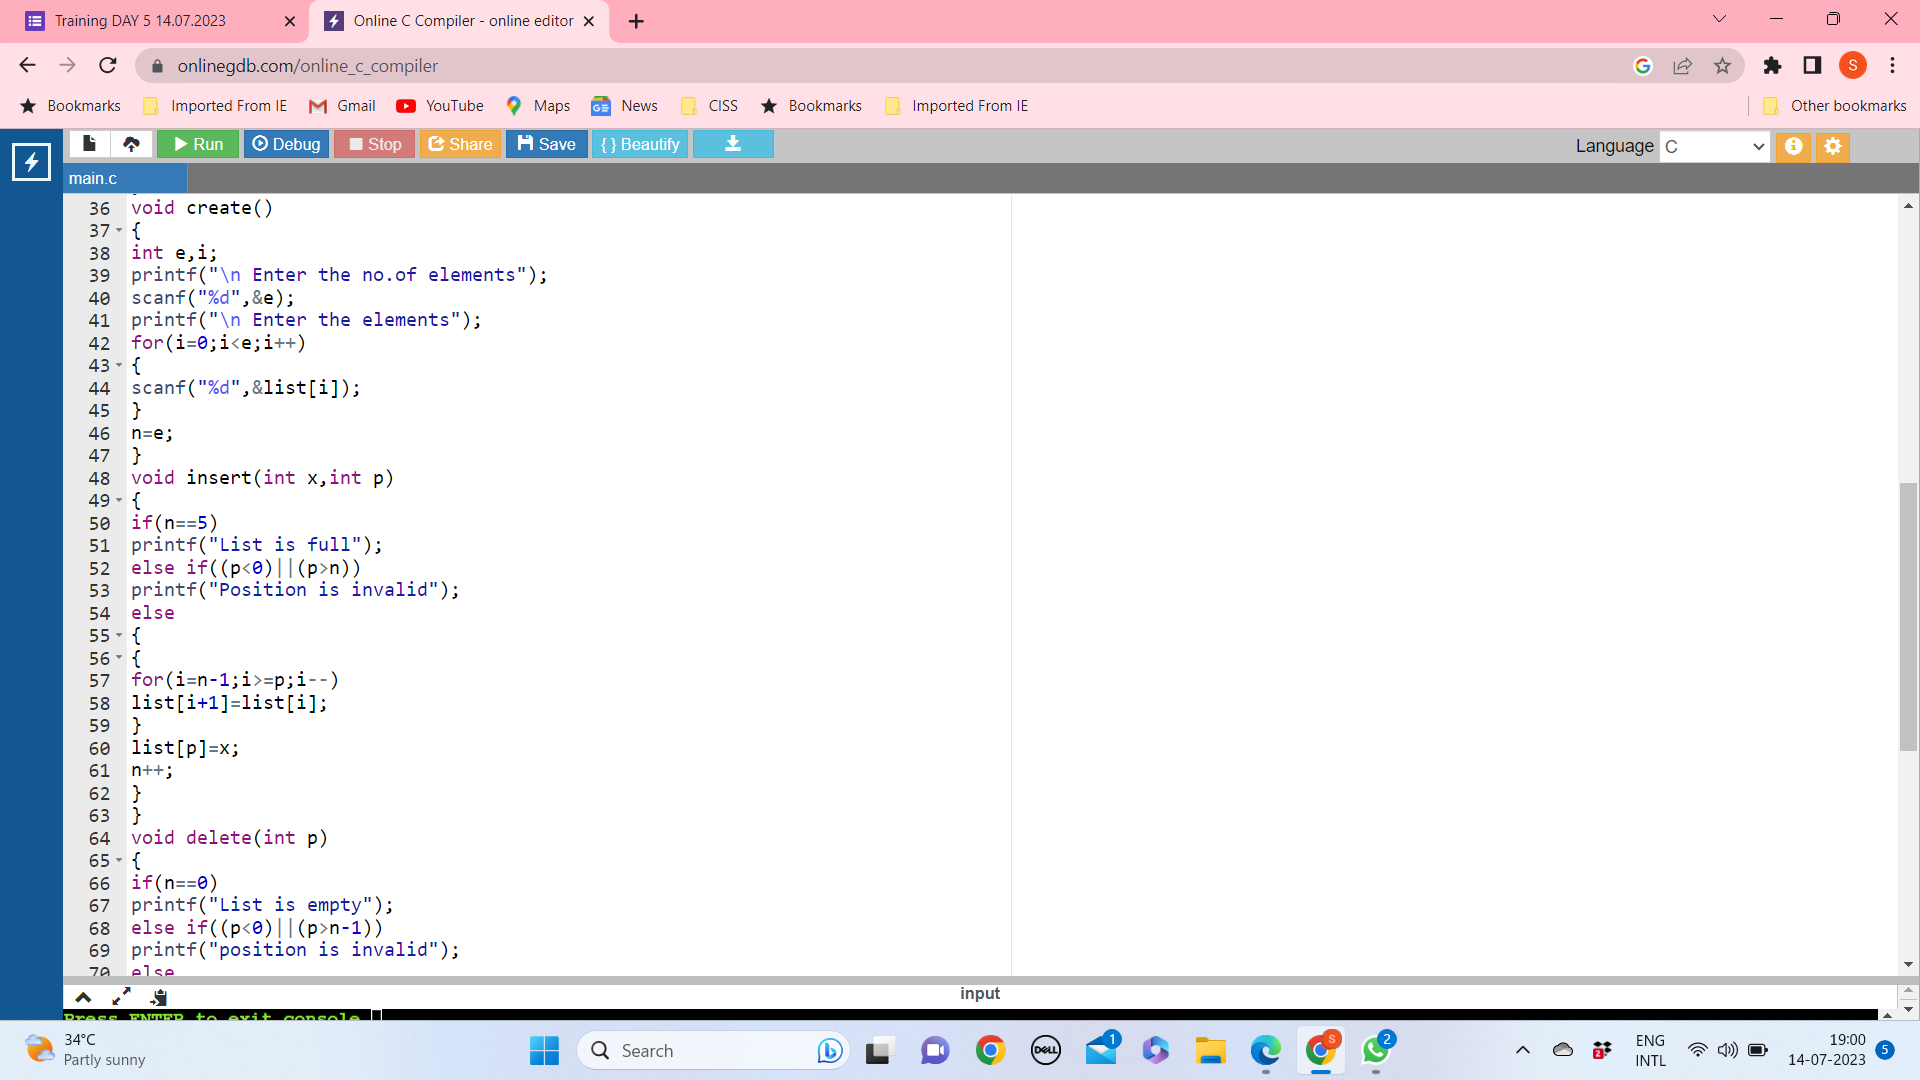 Training DAY 5 14.07.2023
Online C Compiler - online editor
onlinegdb.com/online_c_compiler
S
Bookmarks
Imported From IE
Gmail
YouTube
Maps
News
CISS
Bookmarks
Imported From IE
Other bookmarks
Run
Debug
Stop
Share
Save
{ } Beautify
Language C
main.c
36 void create()
37 {
38 int e,i;
39 printf("\n Enter the no.of elements");
40 scanf("%d",&e);
41 printf("\n Enter the elements");
42 for(i=0;i<e;i++)
43 {
44 scanf("%d",&list[i]);
45 }
46 n=e;
47 }
48 void insert(int x,int p)
49 {
50 if(n==5)
51 printf("List is full");
52 else if((p<0)||(p>n))
53 printf("Position is invalid");
54 else
55 {
56 {
57 for(i=n-1;i>=p;i--)
58 list[i+1]=list[i];
59 }
60 list[p]=x;
61 n++;
62 }
63 }
64 void delete(int p)
65 {
66 if(n==0)
67 printf("List is empty");
68 else if((p<0)||(p>n-1))
69 printf("position is invalid");
70 else
input
Press ENTER to exit console
34°C
Partly sunny
Search
DELL
1
S
2
2
ENG
INTL
19:00
14-07-2023
5